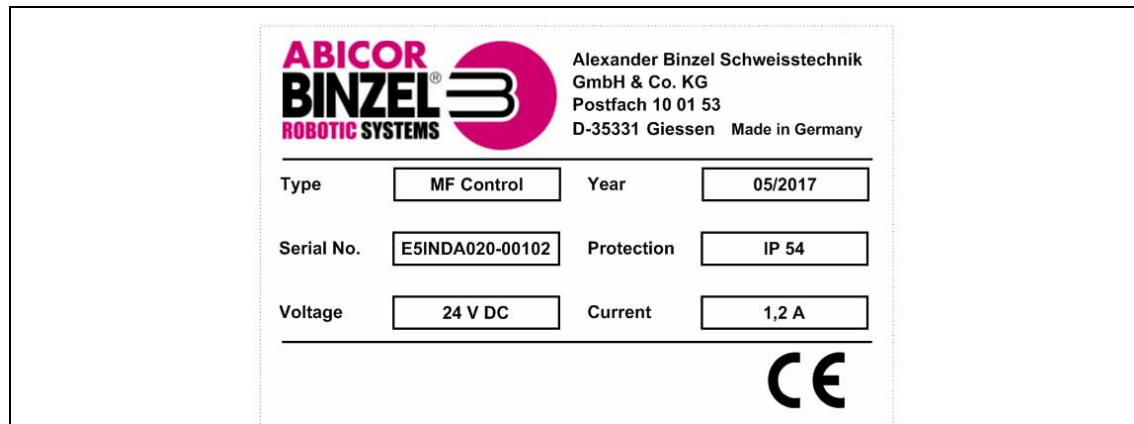 ABICOR
BINZEL®
ROBOTIC SYSTEMS
Alexander Binzel Schweisstechnik
GmbH & Co. KG
Postfach 10 01 53
D-35331 Giessen Made in Germany
Type MF Control Year 05/2017
Serial No. E5INDA020-00102 Protection IP 54
Voltage 24 V DC Current 1,2 A
CE